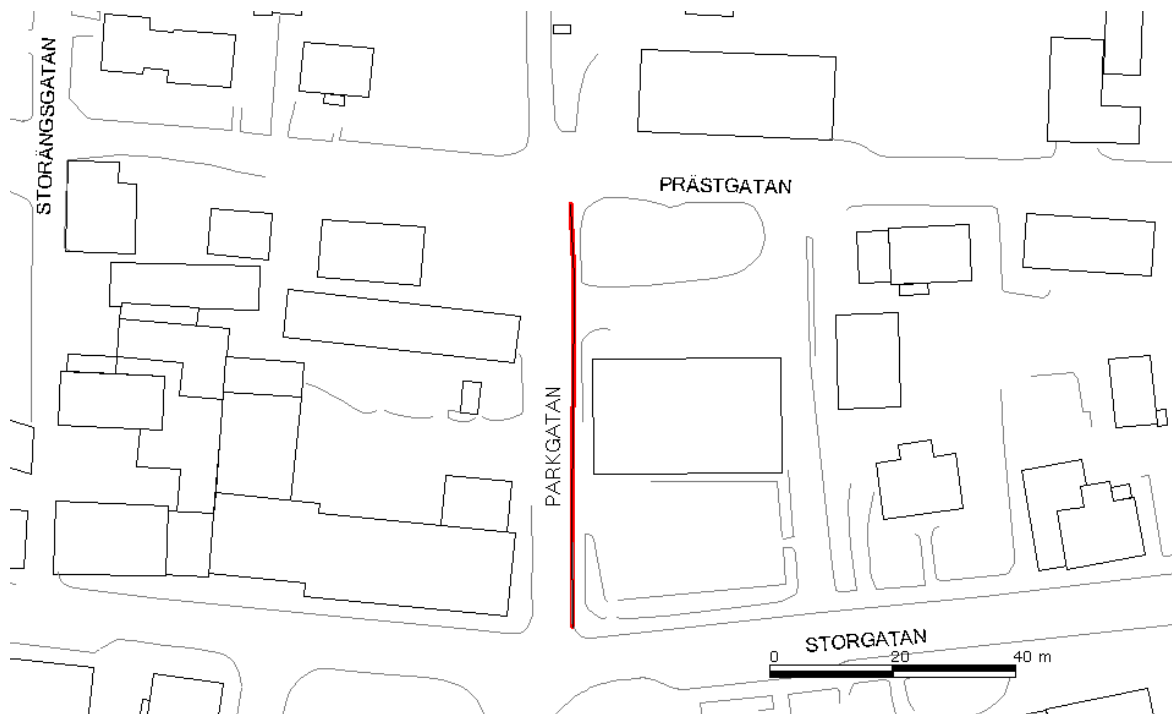 STORÄNGSGATAN
PRÄSTGATAN
PARKGATAN
STORGATAN
0 20 40 m